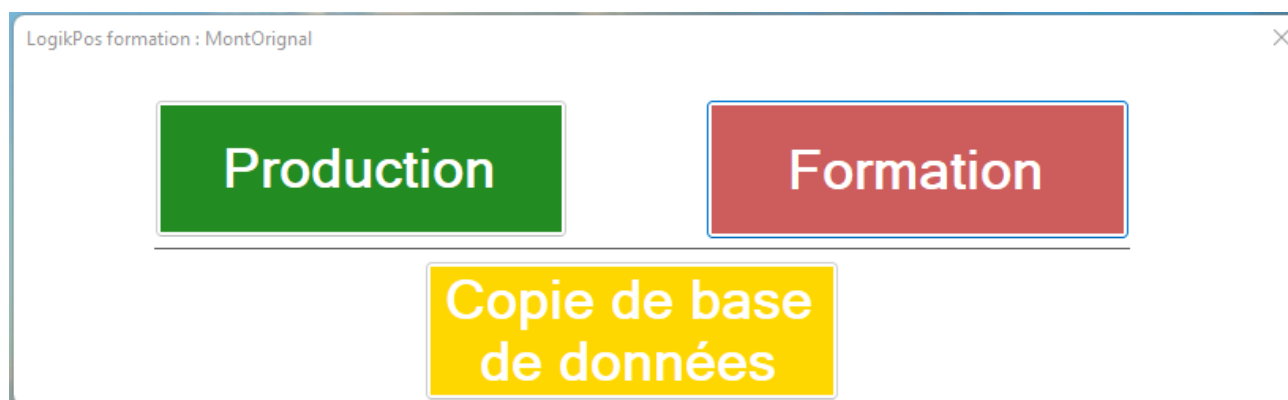 LogikPos formation : MontOrignal
Production
Formation
Copie de base
de données